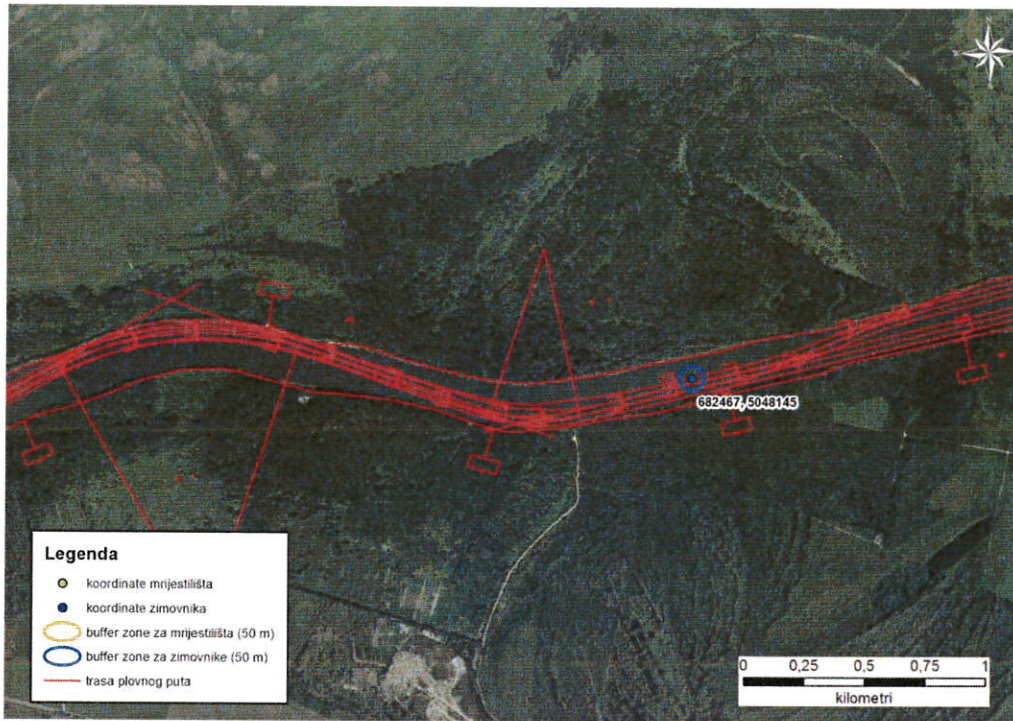 682467, 5048145
Legenda
koordinate mrijestilišta
koordinate zimovnika
buffer zone za mrijestilišta (50 m)
buffer zone za zimovnike (50 m)
trasa plovnog puta
0 0,25 0,5 0,75 1
kilometri